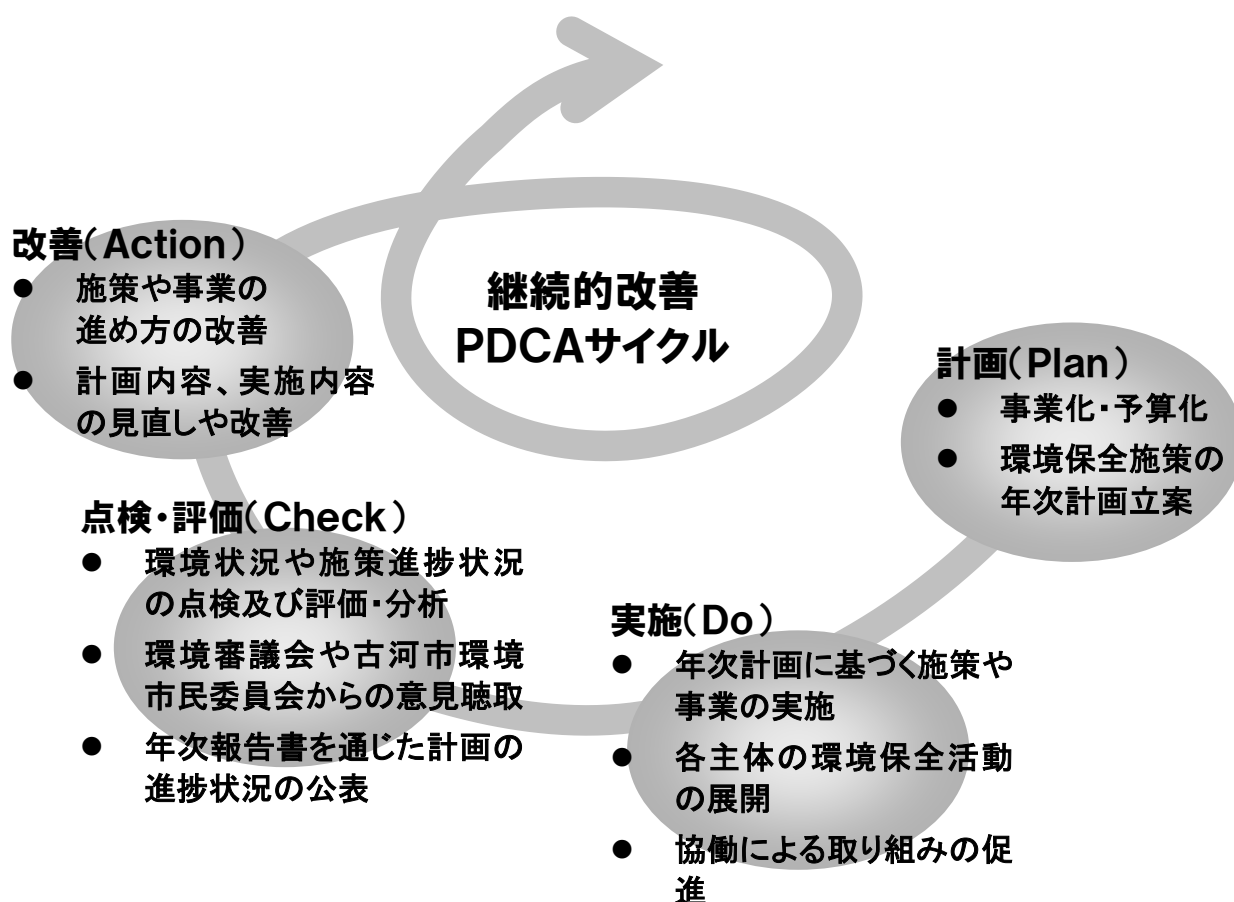 改善(Action)
● 施策や事業の
進め方の改善
● 計画内容、実施内容
の見直しや改善
継続的改善
PDCAサイクル
計画(Plan)
● 事業化・予算化
● 環境保全施策の
年次計画立案
点検・評価(Check)
● 環境状況や施策進捗状況
の点検及び評価・分析
● 環境審議会や古河市環境
市民委員会からの意見聴取
● 年次報告書を通じた計画の
進捗状況の公表
実施(Do)
● 年次計画に基づく施策や
事業の実施
● 各主体の環境保全活動
の展開
● 協働による取り組みの促
進